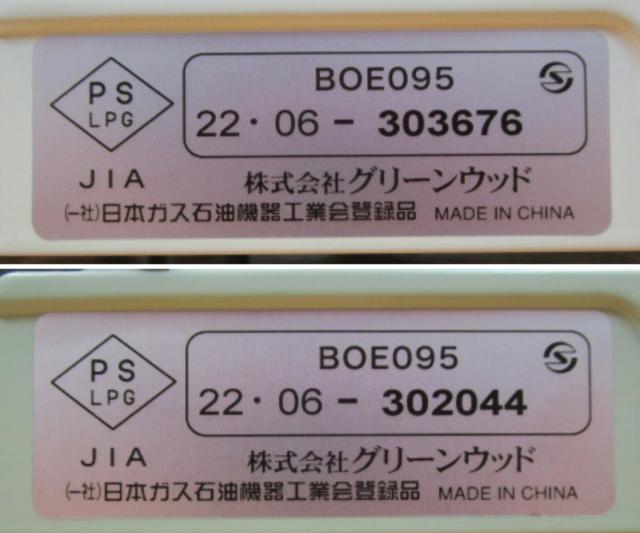 PS
LPG
BOE095
22・06－303676
JIA
株式会社グリーンウッド
(一社)日本ガス石油機器工業会登録品 MADE IN CHINA
PS
LPG
BOE095
22・06－302044
JIA
株式会社グリーンウッド
(一社)日本ガス石油機器工業会登録品 MADE IN CHINA